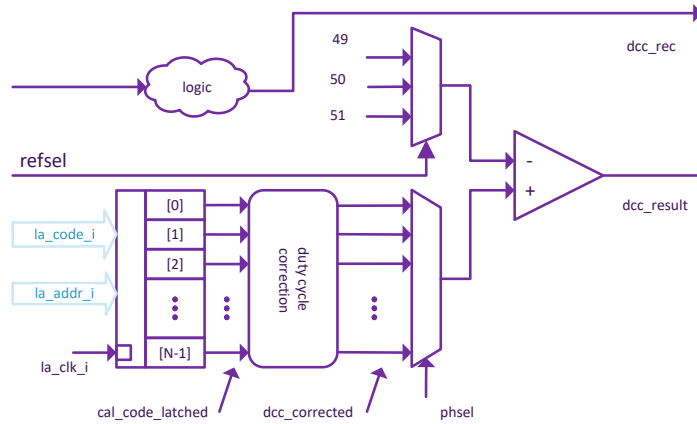 49
dcc_rec
logic
50
51
refsel
-
+
dcc_result
[0]
la_code_i
[1]
duty cycle
correction
[2]
la_addr_i
[N-1]
la_clk_i
cal_code_latched
dcc_corrected
phsel